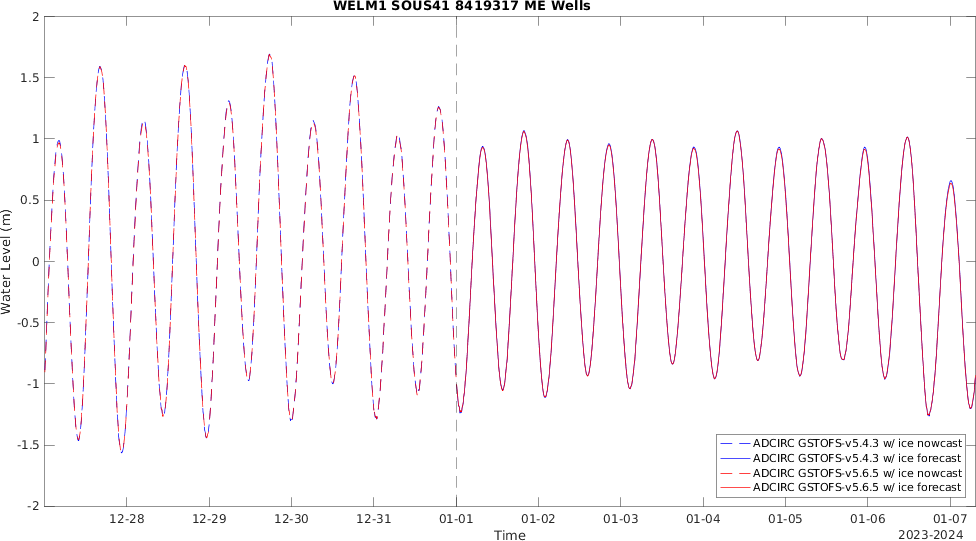 WELM1 SOUS41 8419317 ME Wells
2
1.5
1
0.5
0
-0.5
-1
-1.5
-2
Water Level (m)
ADCIRC GSTOFS-v5.4.3 w/ ice nowcast
ADCIRC GSTOFS-v5.4.3 w/ ice forecast
ADCIRC GSTOFS-v5.6.5 w/ ice nowcast
ADCIRC GSTOFS-v5.6.5 w/ ice forecast
12-28 12-29 12-30 12-31 01-01 01-02 01-03 01-04 01-05 01-06 01-07
Time
2023-2024